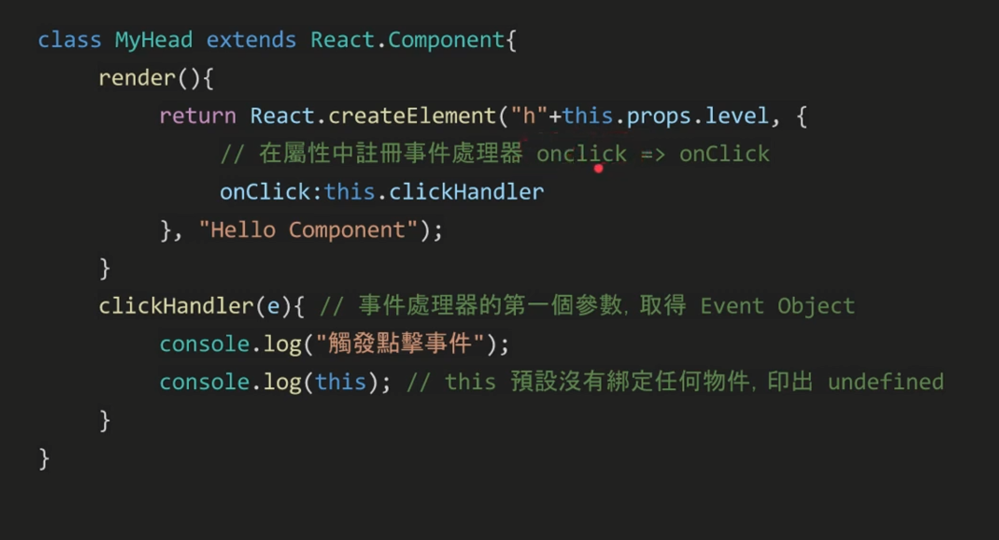 class MyHead extends React.Component{
render(){
return React.createElement("h"+this.props.level, {
// 在屬性中註冊事件處理器 onclick => onClick
onClick:this.clickHandler
}, "Hello Component");
}
clickHandler(e){ // 事件處理器的第一個參數, 取得 Event Object
console.log("觸發點擊事件");
console.log(this); // this 預設沒有綁定任何物件, 印出 undefined
}
}